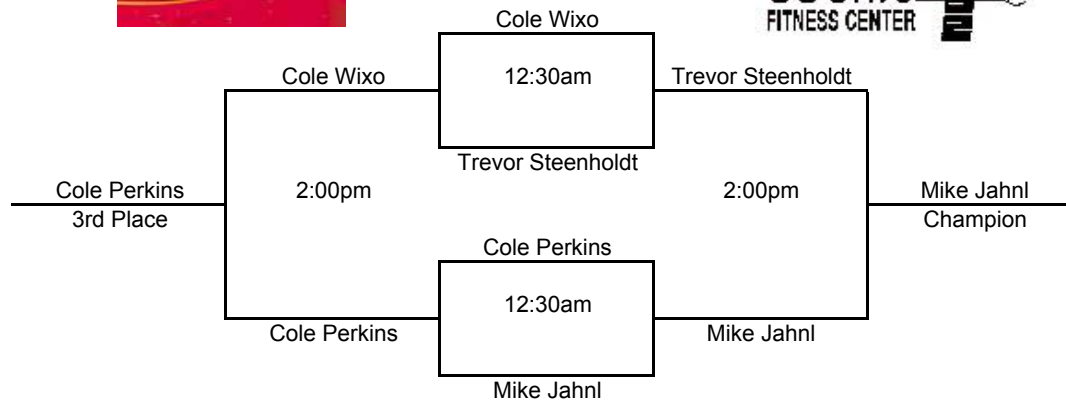 Cole Wixo
FITNESS CENTER
Cole Wixo
12:30am
Trevor Steenholdt
Trevor Steenholdt
Cole Perkins
2:00pm
2:00pm
Mike Jahnl
3rd Place
Champion
Cole Perkins
12:30am
Cole Perkins
Mike Jahnl
Mike Jahnl